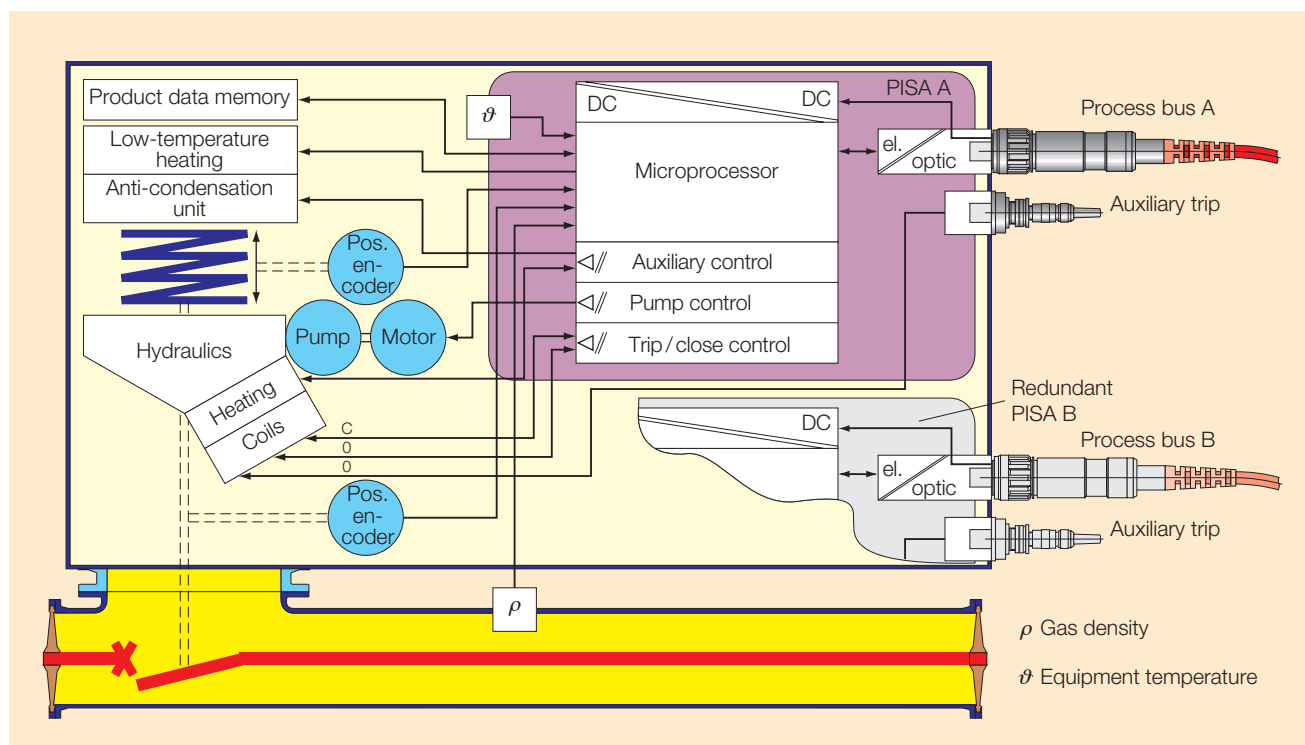 Product data memory
Low-temperature
heating
Anti-condensation
unit
Pos.
en-
coder
Hydraulics
Pump
Motor
Heating
Coils
C
0
0
Pos.
en-
coder
ϑ
DC
DC
Microprocessor
Auxiliary control
Pump control
Trip / close control
PISA A
el.
optic
Process bus A
Auxiliary trip
Redundant
PISA B
DC
el.
optic
Process bus B
Auxiliary trip
ρ
ρ Gas density
ϑ Equipment temperature